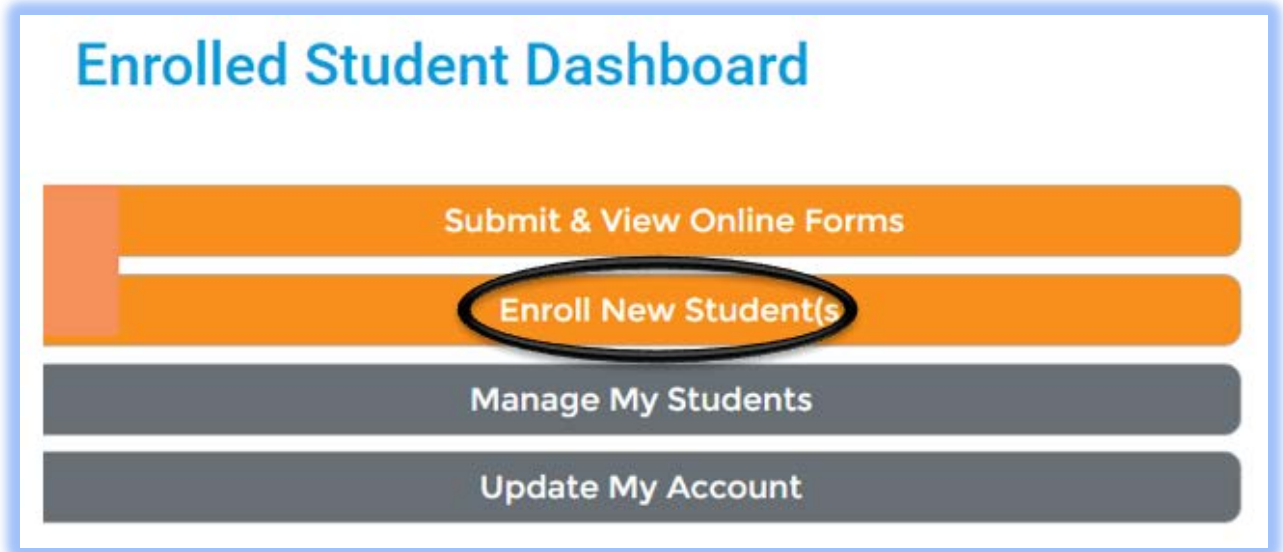 Enrolled Student Dashboard
Submit & View Online Forms
Enroll New Student(s
Manage My Students
Update My Account